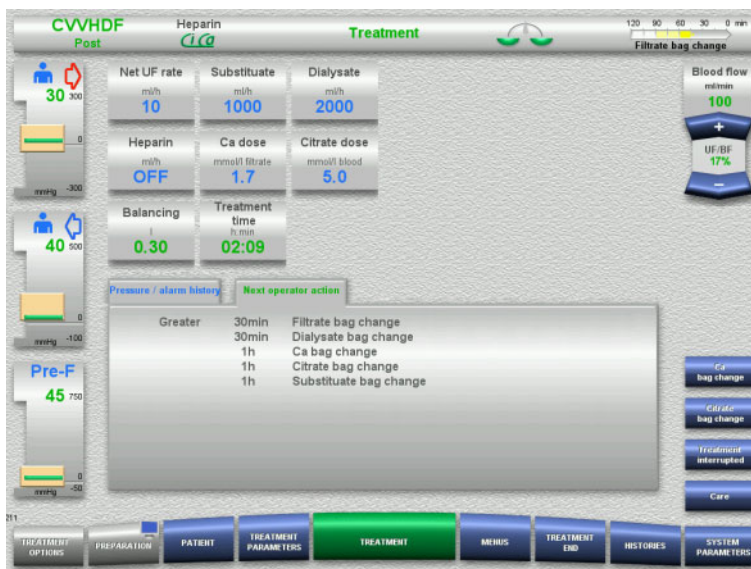 CVVHDF
Post
Heparin
CiCa
Treatment
120 90 60 30 0 min
Filtrate bag change
30
300
0
mmHg -300
40
500
0
mmHg -100
Pre-F
45
750
0
mmHg -50
Net UF rate
ml/h
10
Substituate
ml/h
1000
Dialysate
ml/h
2000
Heparin
ml/h
OFF
Ca dose
mmol/l filtrate
1.7
Citrate dose
mmol/l blood
5.0
Balancing
l
0.30
Treatment
time
h:min
02:09
Blood flow
ml/min
100
+
UF/BF
17%
–
Pressure / alarm history
Next operator action
Greater 30min Filtrate bag change
30min Dialysate bag change
1h Ca bag change
1h Citrate bag change
1h Substituate bag change
Ca
bag change
Citrate
bag change
Treatment
interrupted
Care
211
TREATMENT
OPTIONS
PREPARATION
PATIENT
TREATMENT
PARAMETERS
TREATMENT
MENUS
TREATMENT
END
HISTORIES
SYSTEM
PARAMETERS